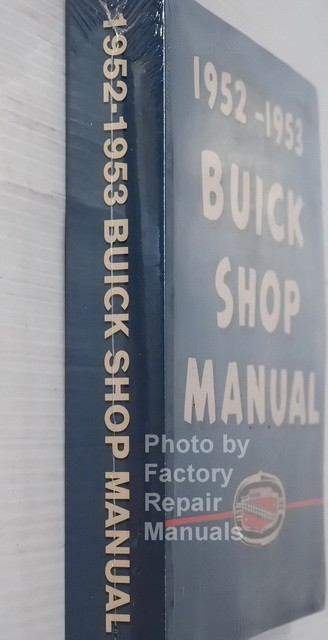 1952-1953 BUICK SHOP MANUAL
1952-1953
BUICK
SHOP
MANUAL
Photo by
Factory
Repair
Manuals